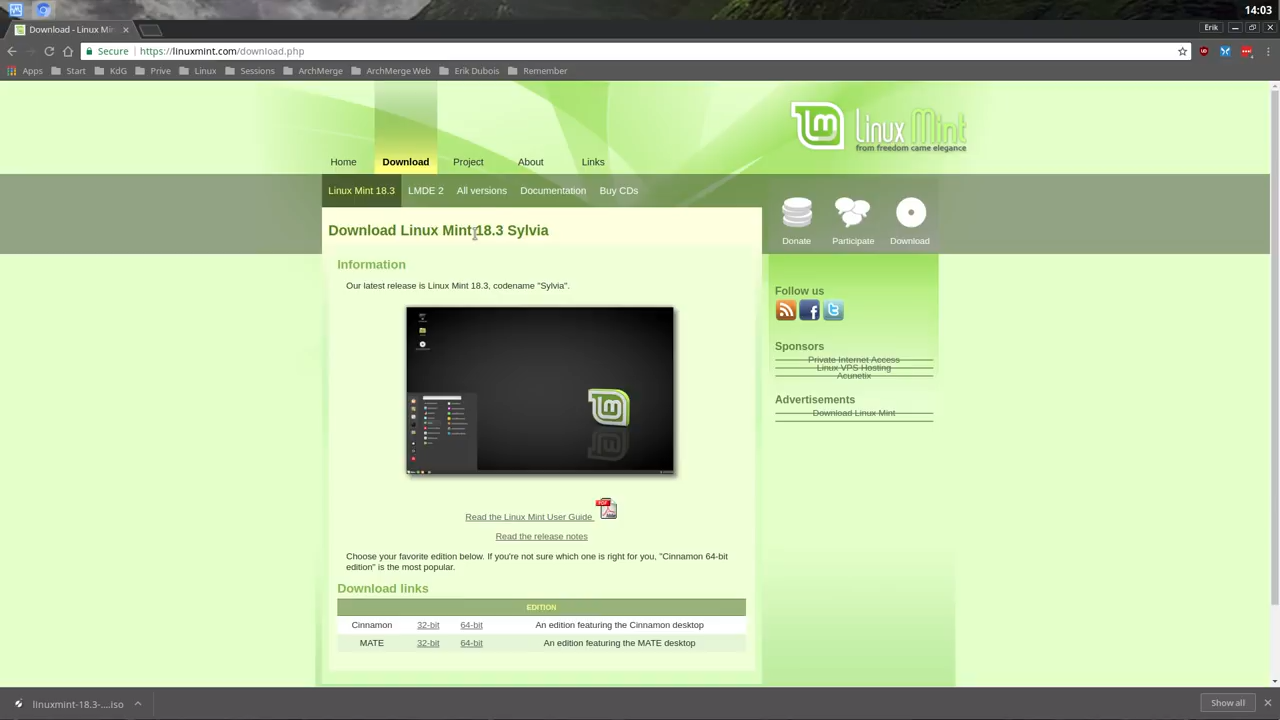 14:03
Download - Linux Min
Erik
Secure
https://linuxmint.com/download.php
Apps
Start
KdG
Prive
Linux
Sessions
ArchMerge
ArchMerge Web
Erik Dubois
Remember
Linux Mint
from freedom came elegance
Home
Download
Project
About
Links
Linux Mint 18.3
LMDE 2
All versions
Documentation
Buy CDs
Donate
Participate
Download
Download Linux Mint 18.3 Sylvia
Information
Our latest release is Linux Mint 18.3, codename "Sylvia".
Read the Linux Mint User Guide
Read the release notes
Choose your favorite edition below. If you're not sure which one is right for you, "Cinnamon 64-bit
edition" is the most popular.
Download links
EDITION
Cinnamon 32-bit 64-bit An edition featuring the Cinnamon desktop
MATE 32-bit 64-bit An edition featuring the MATE desktop
Follow us
Sponsors
Private Internet Access
Linux VPS Hosting
Acunetix
Advertisements
Download Linux Mint
linuxmint-18.3-....iso
Show all